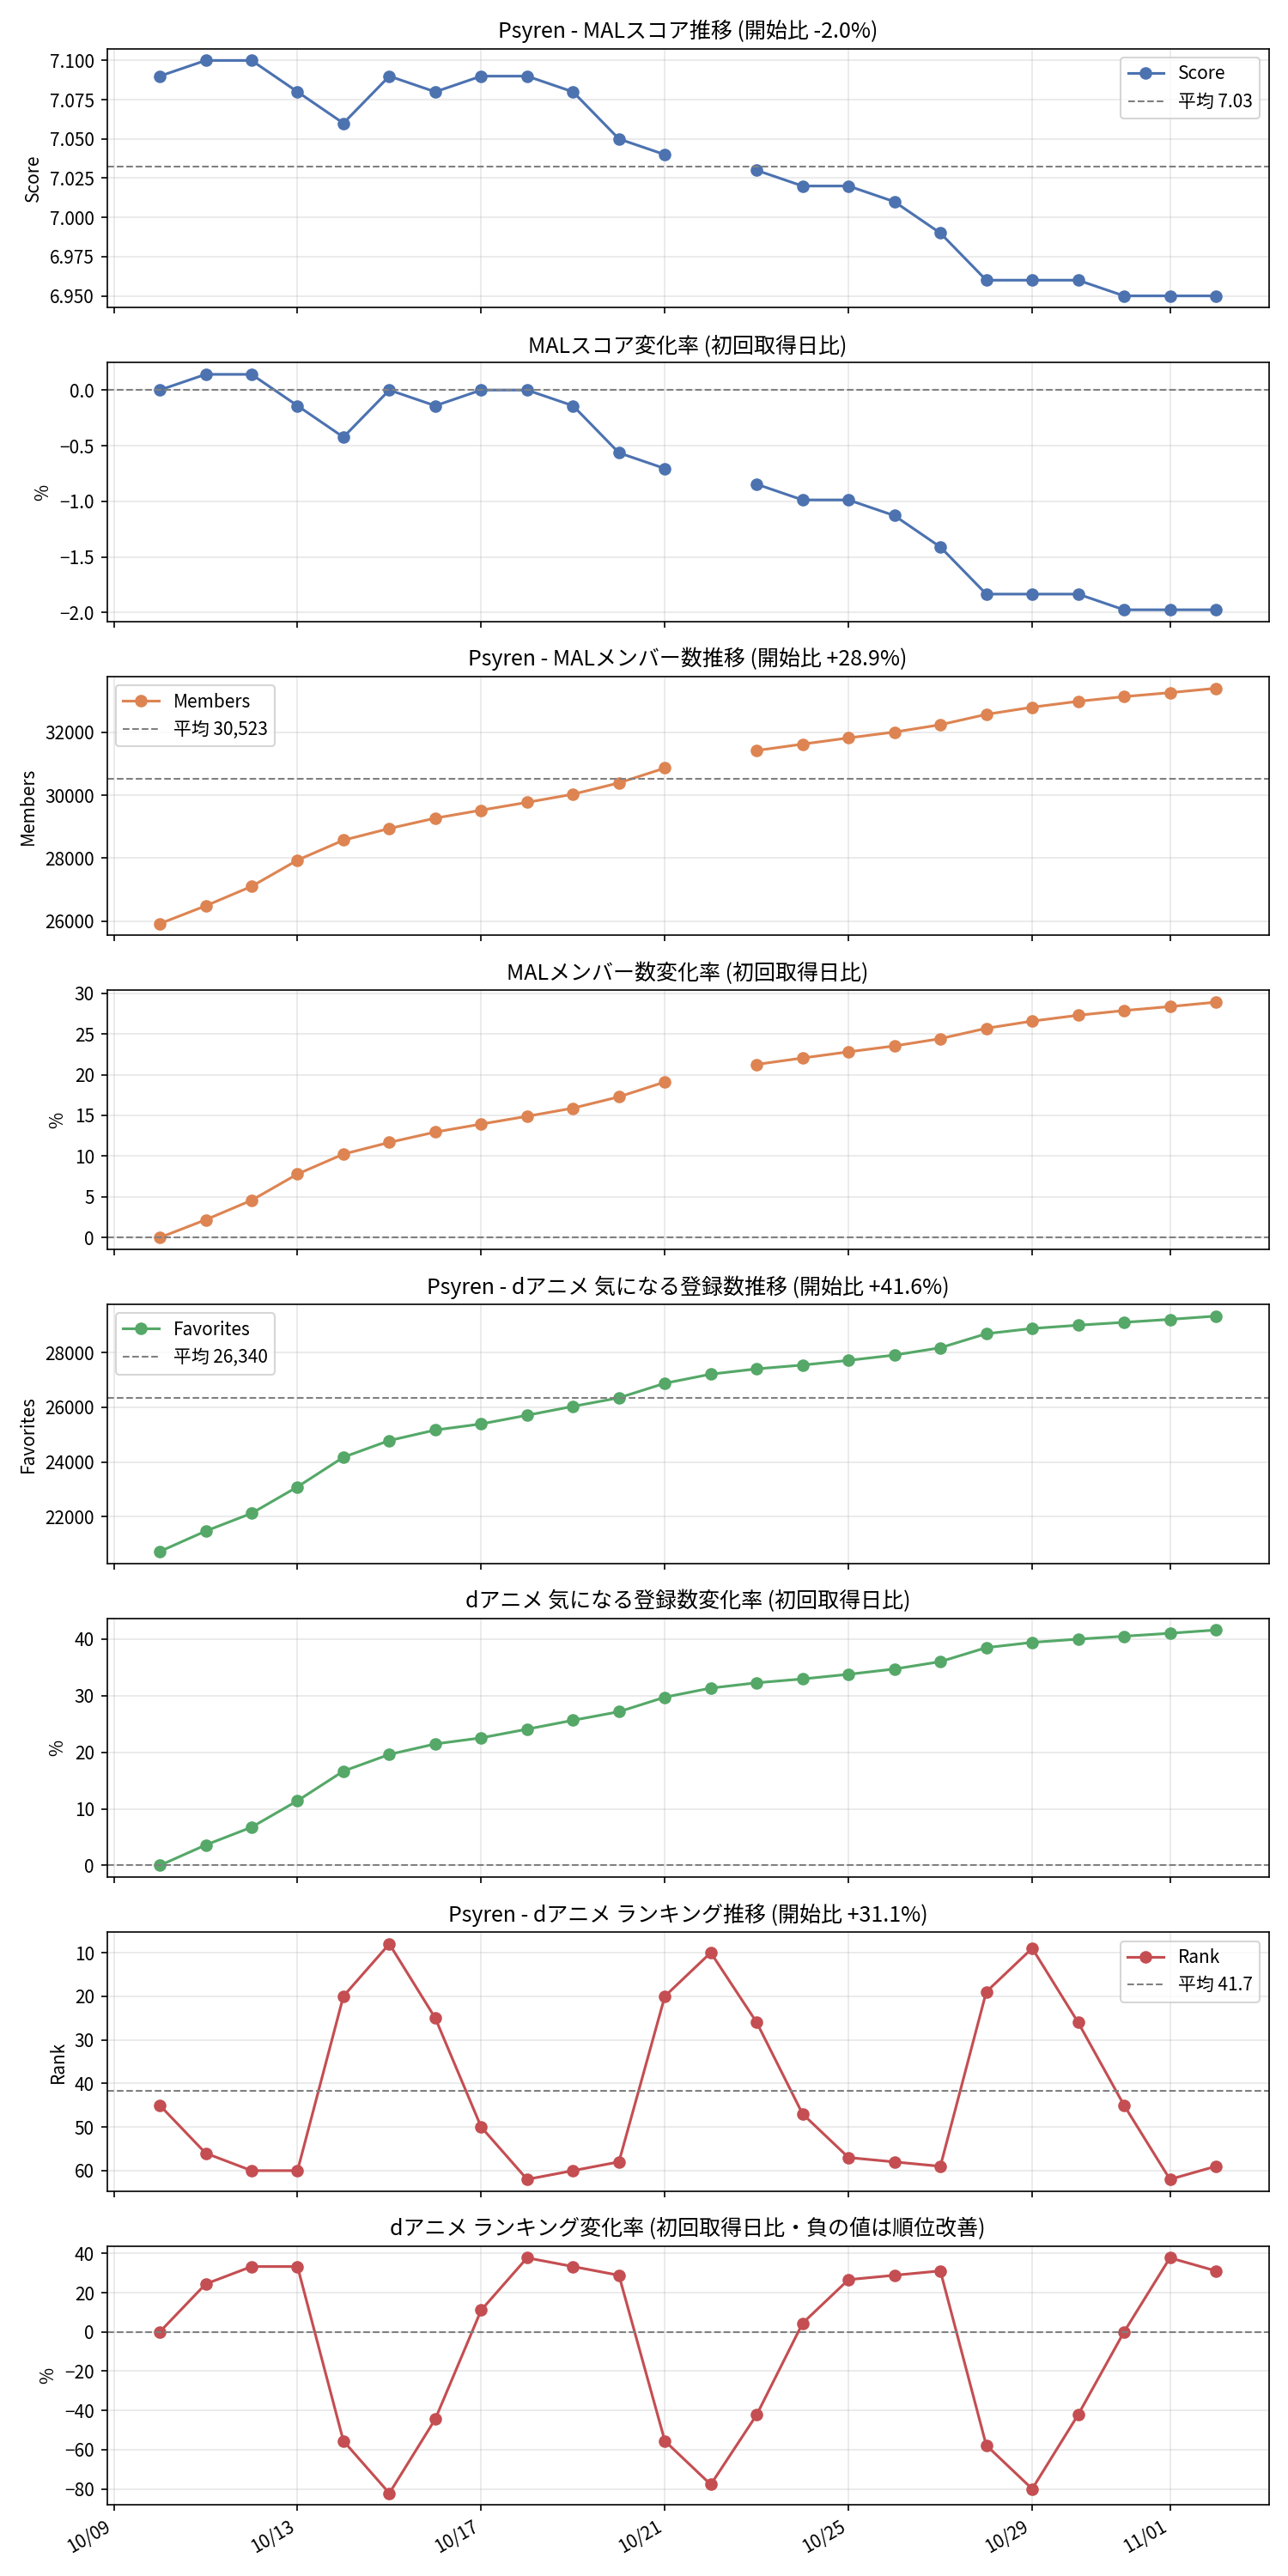 Psyren - MALスコア推移 (開始比 -2.0%)
7.100
7.075
7.050
7.025
7.000
6.975
6.950
Score
Score
平均 7.03
MALスコア変化率 (初回取得日比)
0.0
−0.5
−1.0
−1.5
−2.0
%
Psyren - MALメンバー数推移 (開始比 +28.9%)
32000
30000
28000
26000
Members
Members
平均 30,523
MALメンバー数変化率 (初回取得日比)
30
25
20
15
10
5
0
%
Psyren - dアニメ 気になる登録数推移 (開始比 +41.6%)
28000
26000
24000
22000
Favorites
Favorites
平均 26,340
dアニメ 気になる登録数変化率 (初回取得日比)
40
30
20
10
0
%
Psyren - dアニメ ランキング推移 (開始比 +31.1%)
10
20
30
40
50
60
Rank
Rank
平均 41.7
dアニメ ランキング変化率 (初回取得日比・負の値は順位改善)
40
20
0
−20
−40
−60
−80
%
10/09
10/13
10/17
10/21
10/25
10/29
11/01